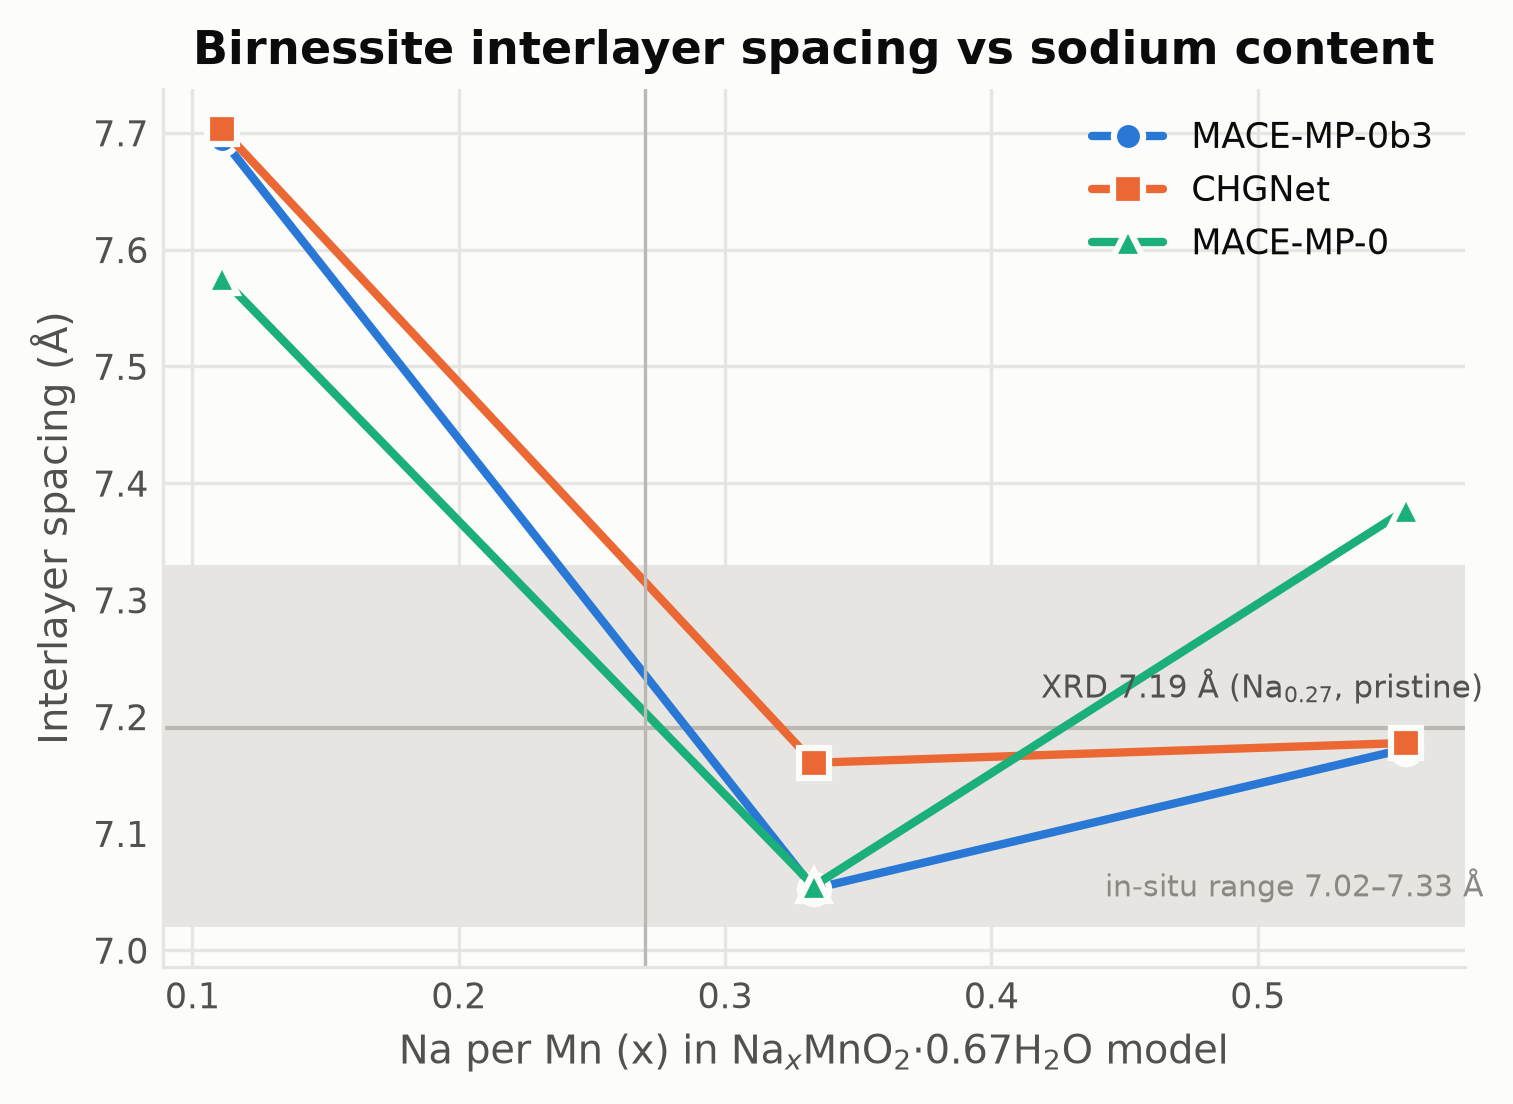 Birnessite interlayer spacing vs sodium content
7.7
7.6
7.5
7.4
7.3
7.2
7.1
7.0
Interlayer spacing (Å)
MACE-MP-0b3
CHGNet
MACE-MP-0
XRD 7.19 Å (Na₀.₂₇, pristine)
in-situ range 7.02–7.33 Å
0.1 0.2 0.3 0.4 0.5
Na per Mn (x) in NaₓMnO₂·0.67H₂O model